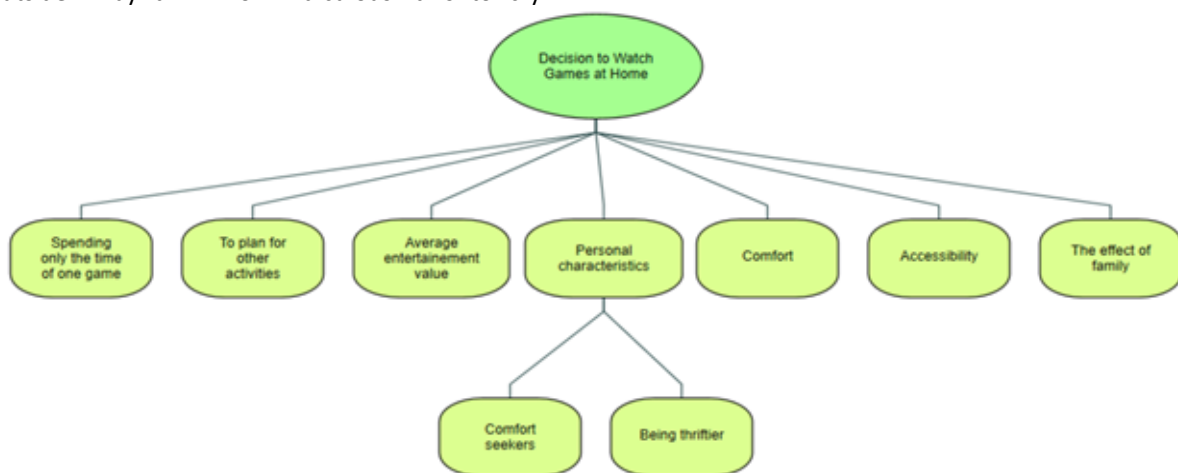 Decision to Watch
Games at Home
Spending
only the time
of one game
To plan for
other
activities
Average
entertainement
value
Personal
characteristics
Comfort
Accessibility
The effect of
family
Comfort
seekers
Being thriftier